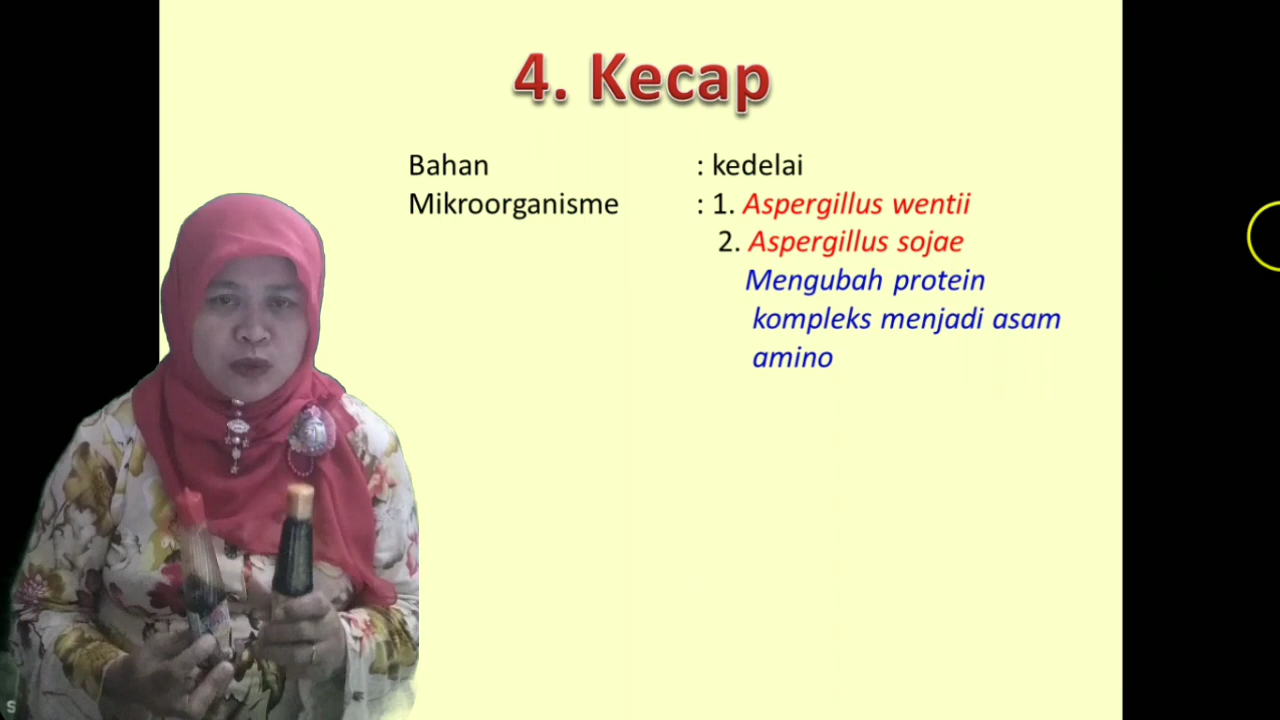 4. Kecap
Bahan : kedelai
Mikroorganisme : 1. Aspergillus wentii
2. Aspergillus sojae
Mengubah protein
kompleks menjadi asam
amino
S